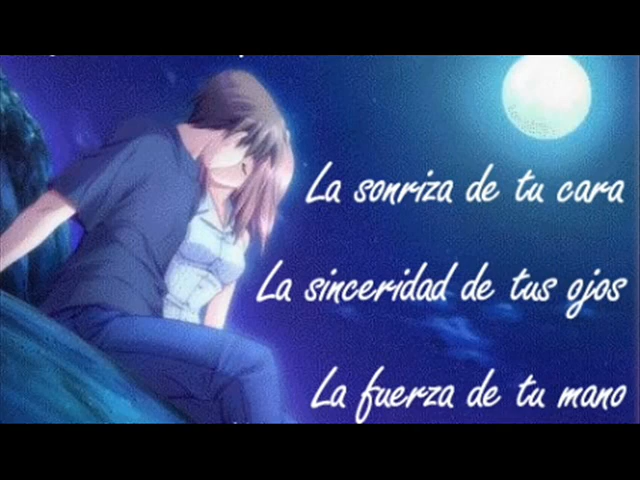 La sonriza de tu cara
La sinceridad de tus ojos
La fuerza de tu mano